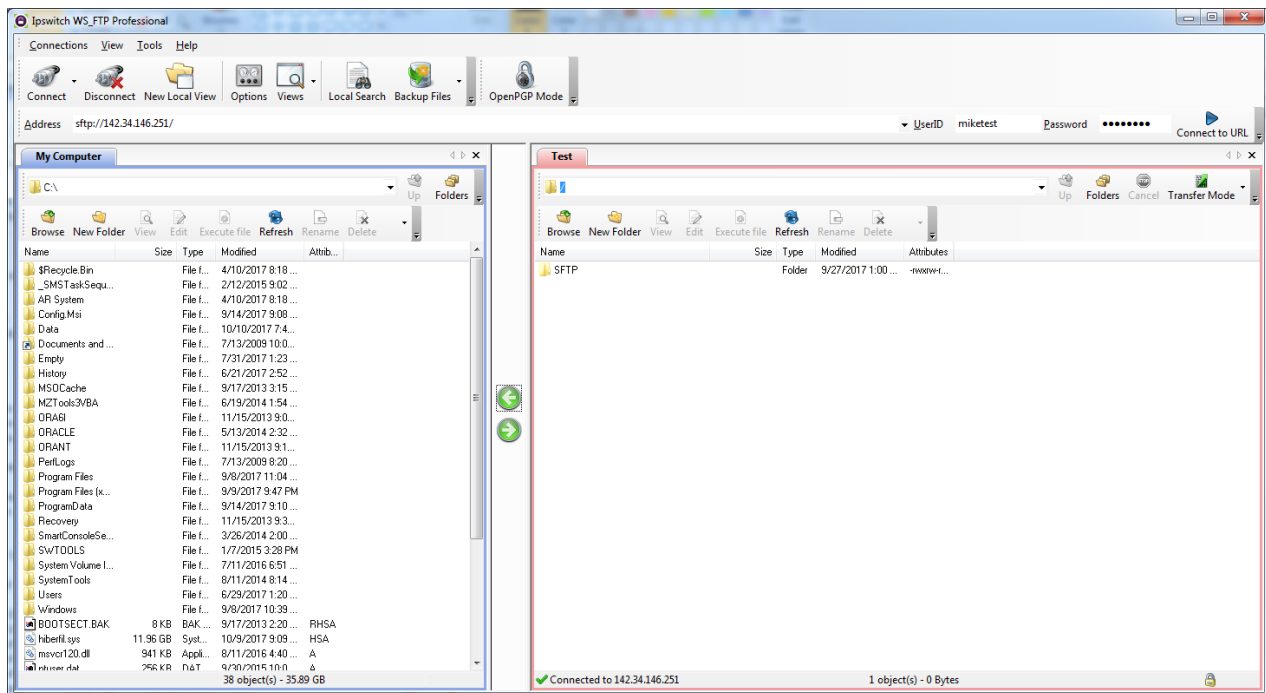 Ipswitch WS_FTP Professional
Connections View Tools Help
Connect Disconnect New Local View Options Views Local Search Backup Files OpenPGP Mode
Address sftp://142.34.146.251/ UserID miketest Password •••••••• Connect to URL
My Computer
C:\ Up Folders
Browse New Folder View Edit Execute file Refresh Rename Delete
Name Size Type Modified Attrib...
$Recycle.Bin File f... 4/10/2017 8:18 ...
_SMSTaskSequ... File f... 2/12/2015 9:02 ...
AR System File f... 4/10/2017 8:18 ...
Config.Msi File f... 9/14/2017 9:08 ...
Data File f... 10/10/2017 7:4...
Documents and ... File f... 7/13/2009 10:0...
Empty File f... 7/31/2017 1:23 ...
History File f... 6/21/2017 2:52 ...
MSOCache File f... 9/17/2013 3:15 ...
MZTools3VBA File f... 6/19/2014 1:54 ...
ORA6I File f... 11/15/2013 9:0...
ORACLE File f... 5/13/2014 2:32 ...
ORANT File f... 11/15/2013 9:1...
PerfLogs File f... 7/13/2009 8:20 ...
Program Files File f... 9/8/2017 11:04 ...
Program Files (x... File f... 9/9/2017 9:47 PM
ProgramData File f... 9/14/2017 9:10 ...
Recovery File f... 11/15/2013 9:3...
SmartConsoleSe... File f... 3/26/2014 2:00 ...
SWTOOLS File f... 1/7/2015 3:28 PM
System Volume I... File f... 7/11/2016 6:51 ...
SystemTools File f... 8/11/2014 8:14 ...
Users File f... 6/29/2017 1:20 ...
Windows File f... 9/8/2017 10:39 ...
BOOTSECT.BAK 8 KB BAK ... 9/17/2013 2:20 ... RHSA
hiberfil.sys 11.96 GB Syst... 10/9/2017 9:09 ... HSA
msvcr120.dll 941 KB Appli... 8/11/2016 4:40 ... A
ntuser.dat 256 KB DAT 9/30/2015 10:0 A
38 object(s) - 35.89 GB
Test
/ Up Folders Cancel Transfer Mode
Browse New Folder View Edit Execute file Refresh Rename Delete
Name Size Type Modified Attributes
SFTP Folder 9/27/2017 1:00 ... -rwxrw-r...
Connected to 142.34.146.251 1 object(s) - 0 Bytes